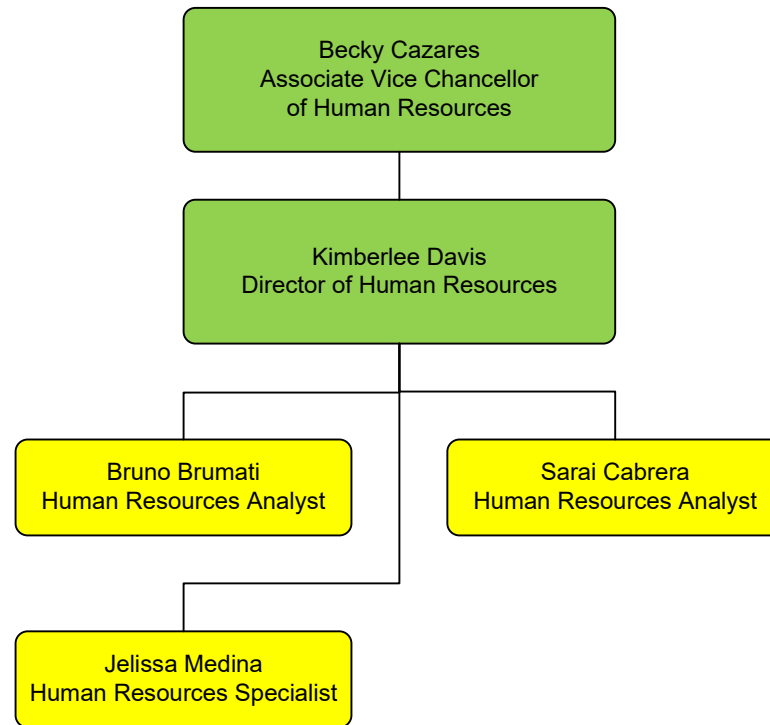 Becky Cazares
Associate Vice Chancellor
of Human Resources
Kimberlee Davis
Director of Human Resources
Bruno Brumati
Human Resources Analyst
Sarai Cabrera
Human Resources Analyst
Jelissa Medina
Human Resources Specialist